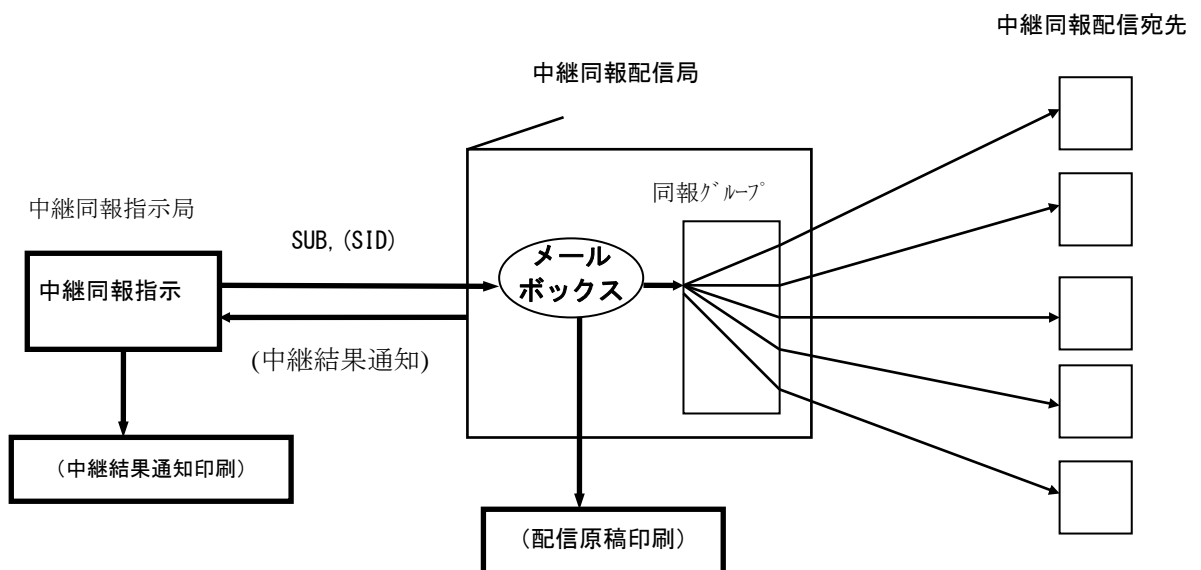 中継同報配信宛先
中継同報配信局
同報グループ
中継同報指示局
SUB, (SID)
メール
ボックス
中継同報指示
(中継結果通知)
(中継結果通知印刷)
(配信原稿印刷)